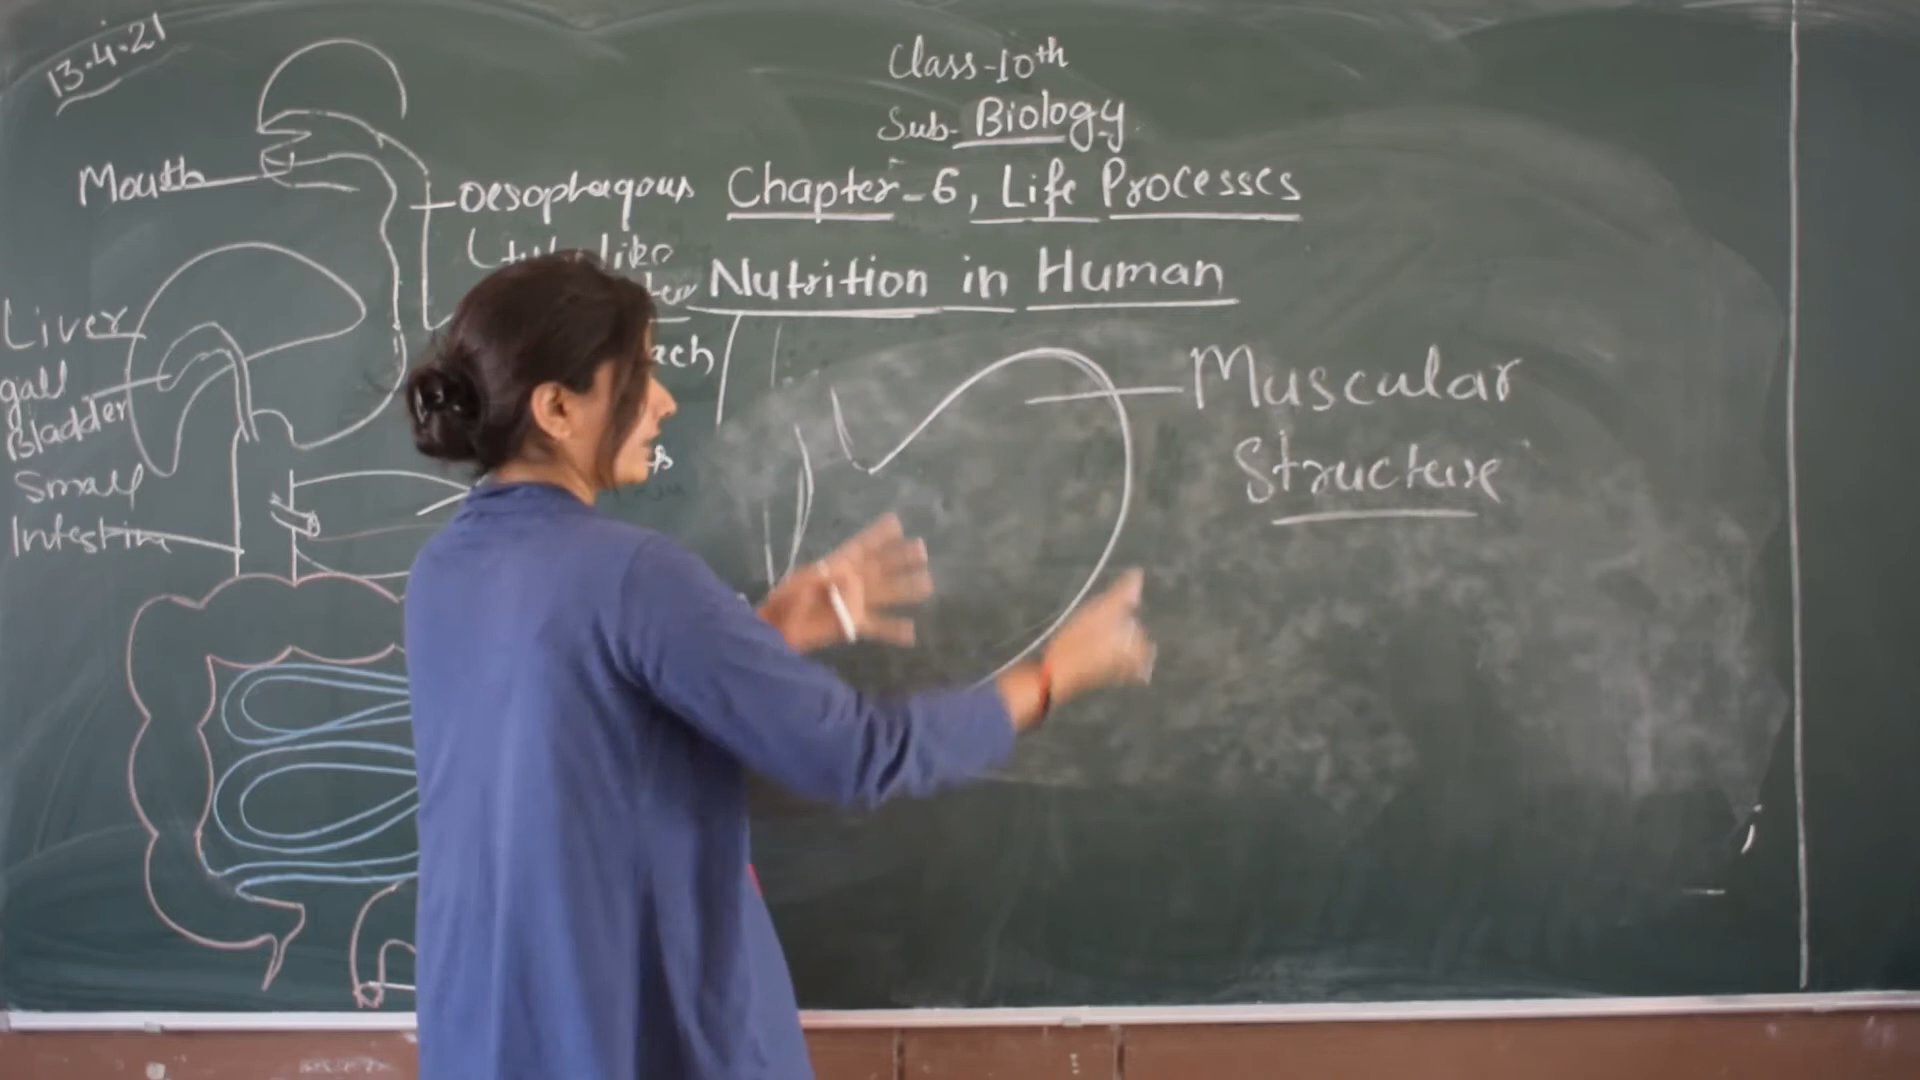 13.4.21
Class-10th
Sub- Biology
Chapter-6, Life Processes
Nutrition in Human
Mouth
Oesophagous
like
Liver
gall
Bladder
Small
Intestine
Muscular
Structure